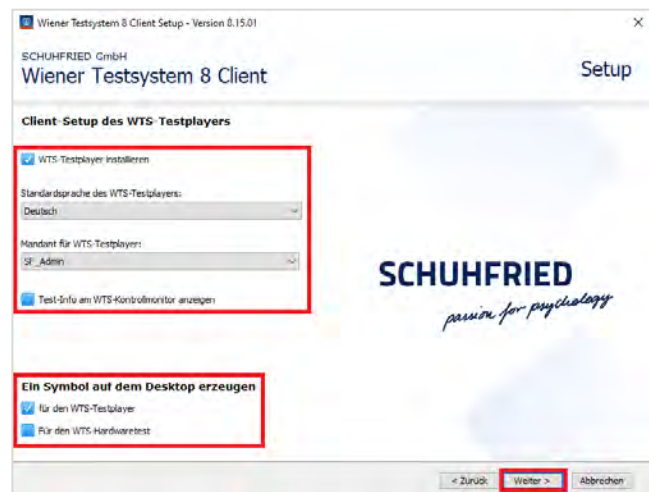 Wiener Testsystem 8 Client Setup - Version 8.15.01
SCHUHFRIED GmbH
Wiener Testsystem 8 Client
Setup
Client-Setup des WTS-Testplayers
WTS-Testplayer installieren
Standardsprache des WTS-Testplayers:
Deutsch
Mandant für WTS-Testplayer:
SF_Admin
Test-Info am WTS-Kontrollmonitor anzeigen
SCHUHFRIED
passion for psychology
Ein Symbol auf dem Desktop erzeugen
für den WTS-Testplayer
Für den WTS-Hardwaretest
< Zurück
Weiter >
Abbrechen